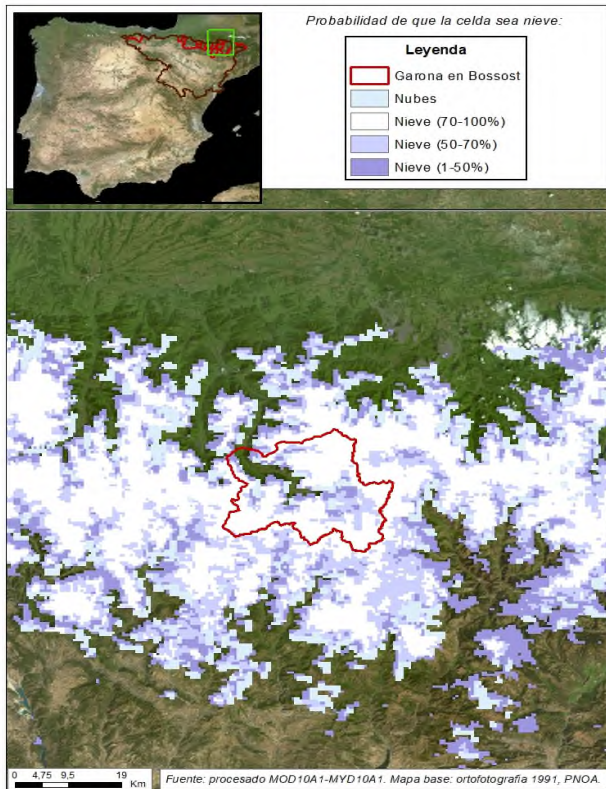 Probabilidad de que la celda sea nieve:
Leyenda
Garona en Bossost
Nubes
Nieve (70-100%)
Nieve (50-70%)
Nieve (1-50%)
0 4,75 9,5 19
Km
Fuente: procesado MOD10A1-MYD10A1. Mapa base: ortofotografía 1991, PNOA.